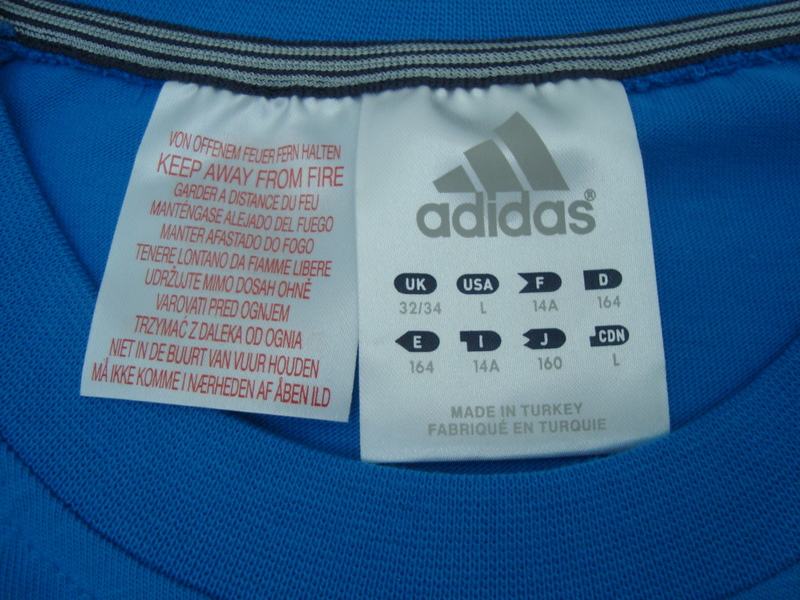 VON OFFENEM FEUER FERN HALTEN
KEEP AWAY FROM FIRE
GARDER A DISTANCE DU FEU
MANTÉNGASE ALEJADO DEL FUEGO
MANTER AFASTADO DO FOGO
TENERE LONTANO DA FIAMME LIBERE
UDRŽUJTE MIMO DOSAH OHNĚ
VAROVATI PRED OGNJEM
TRZYMAĆ Z DALEKA OD OGNIA
NIET IN DE BUURT VAN VUUR HOUDEN
MÅ IKKE KOMME I NÆRHEDEN AF ÅBEN ILD
adidas®
UK USA F D
32/34 L 14A 164
E I J CDN
164 14A 160 L
MADE IN TURKEY
FABRIQUÉ EN TURQUIE